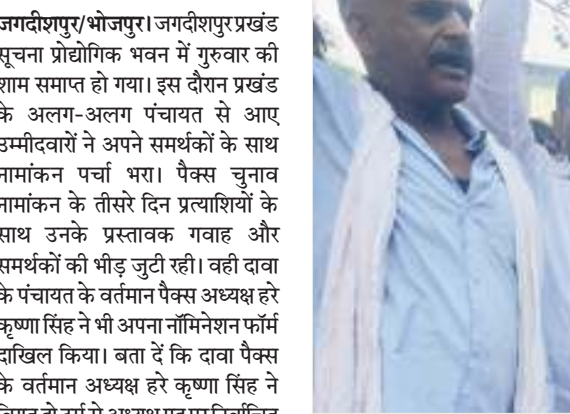 जगदीशपुर/भोजपुर। जगदीशपुर प्रखंड
सूचना प्रोद्योगिक भवन में गुरुवार की
शाम समाप्त हो गया। इस दौरान प्रखंड
के अलग-अलग पंचायत से आए
उम्मीदवारों ने अपने समर्थकों के साथ
नामांकन पर्चा भरा। पैक्स चुनाव
नामांकन के तीसरे दिन प्रत्याशियों के
साथ उनके प्रस्तावक गवाह और
समर्थकों की भीड़ जुटी रही। वही दावा
के पंचायत के वर्तमान पैक्स अध्यक्ष हरे
कृष्णा सिंह ने भी अपना नॉमिनेशन फॉर्म
दाखिल किया। बता दें कि दावा पैक्स
के वर्तमान अध्यक्ष हरे कृष्णा सिंह ने